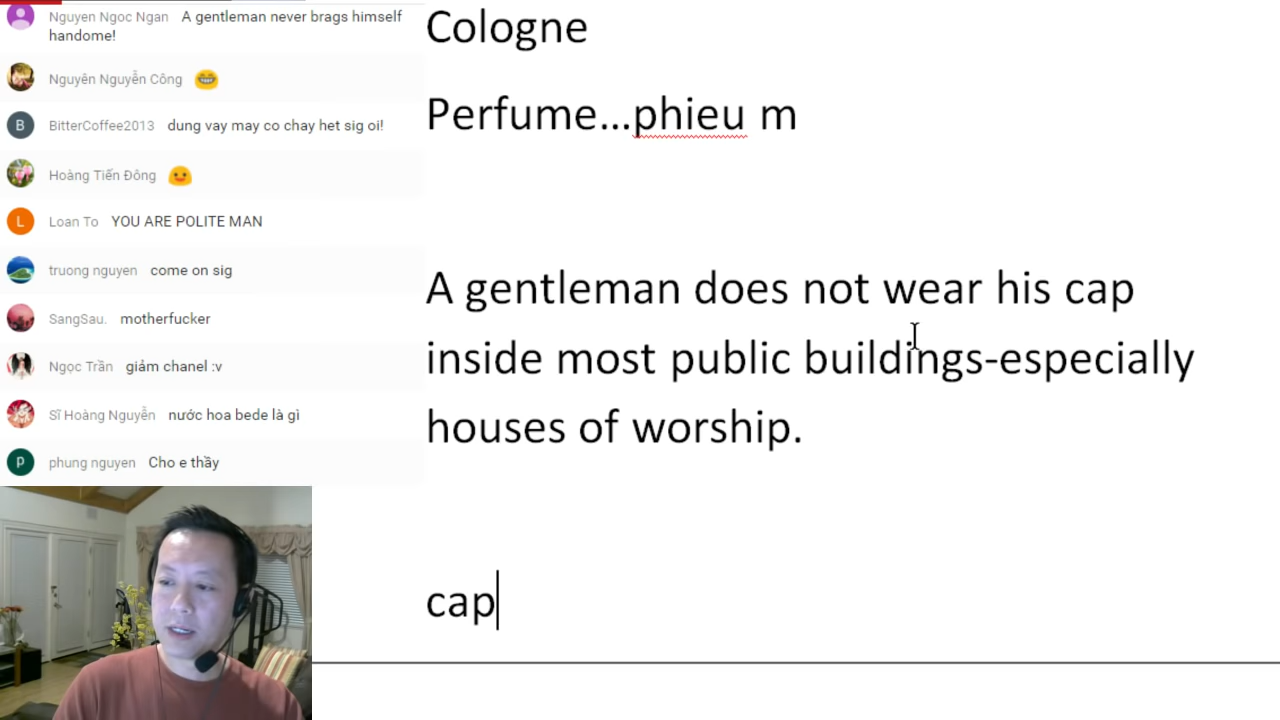 Nguyen Ngoc Ngan A gentleman never brags himself
handome!
Nguyên Nguyễn Công
BitterCoffee2013 dung vay may co chay het sig oi!
Hoàng Tiến Đông
Loan To YOU ARE POLITE MAN
truong nguyen come on sig
SangSau. motherfucker
Ngọc Trần giảm chanel :v
Sĩ Hoàng Nguyễn nước hoa bede là gì
phung nguyen Cho e thầy
Cologne
Perfume...phieu m
A gentleman does not wear his cap
inside most public buildings-especially
houses of worship.
cap